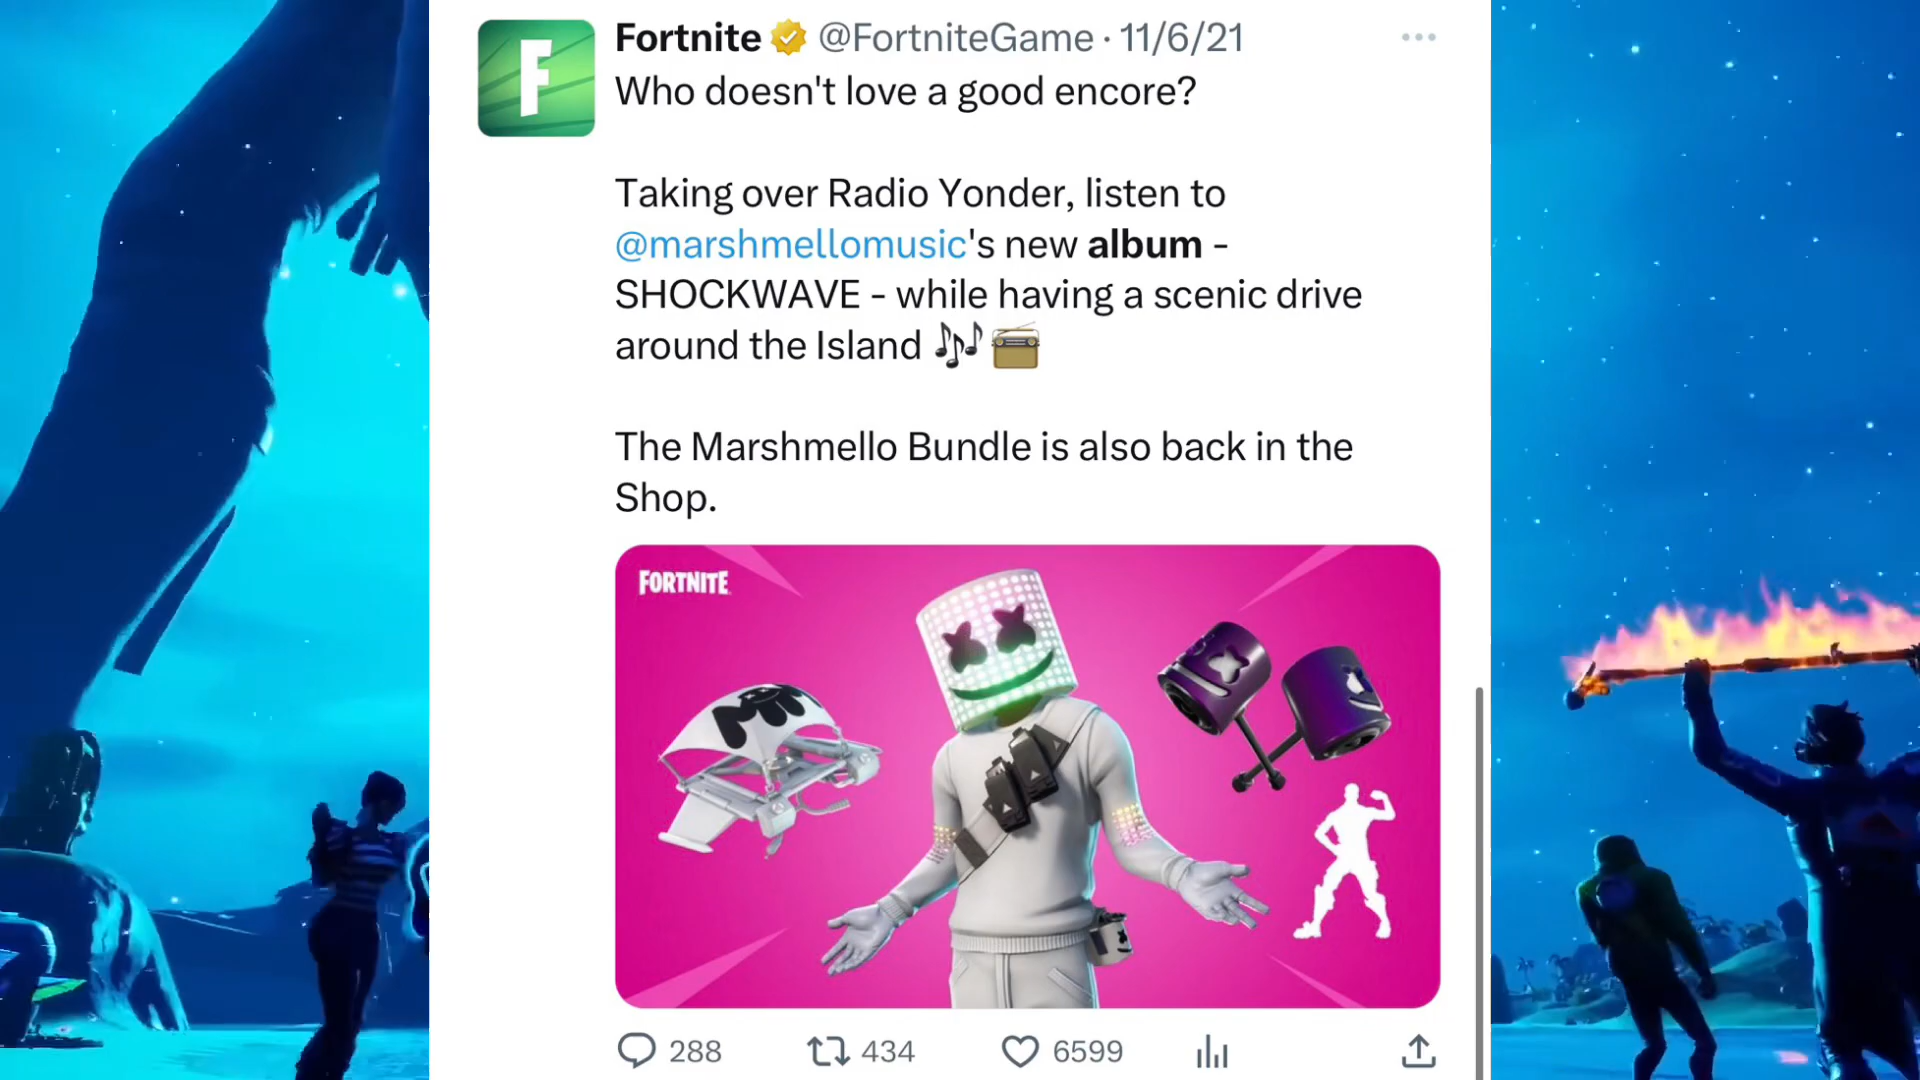 Fortnite @FortniteGame · 11/6/21
Who doesn't love a good encore?
Taking over Radio Yonder, listen to
@marshmellomusic's new album -
SHOCKWAVE - while having a scenic drive
around the Island 🎶📻
The Marshmello Bundle is also back in the
Shop.
FORTNITE
288 434 6599